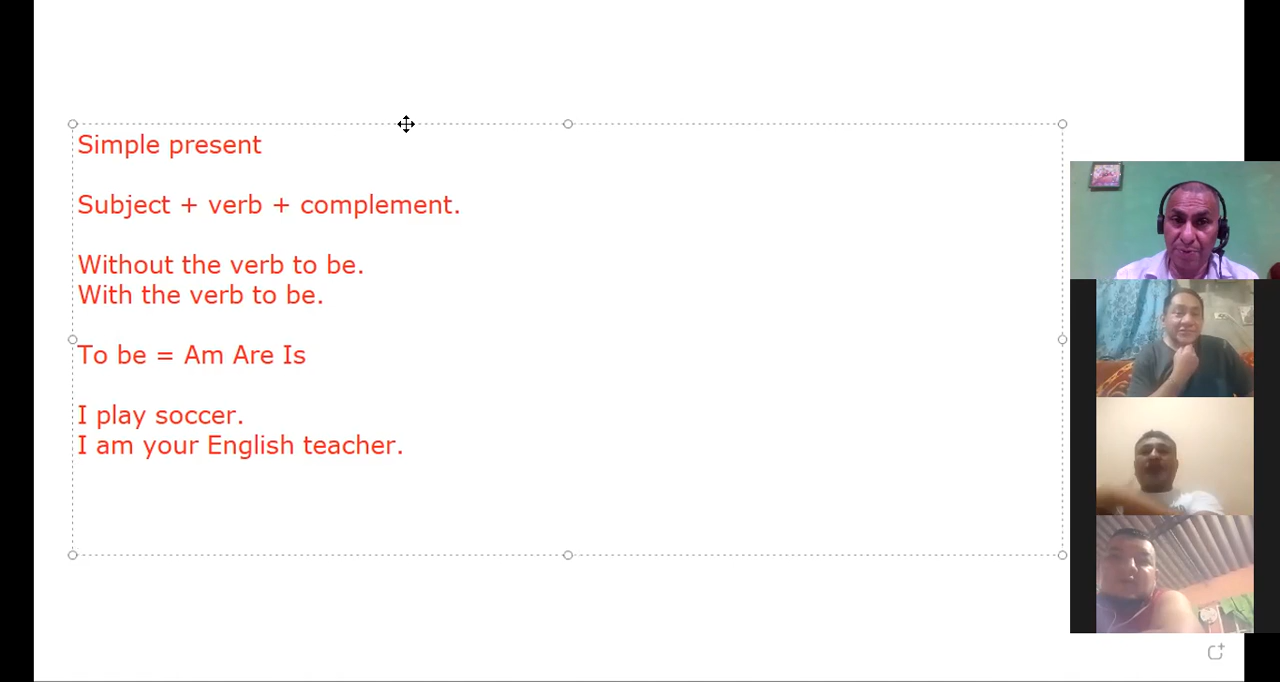 Simple present
Subject + verb + complement.
Without the verb to be.
With the verb to be.
To be = Am Are Is
I play soccer.
I am your English teacher.